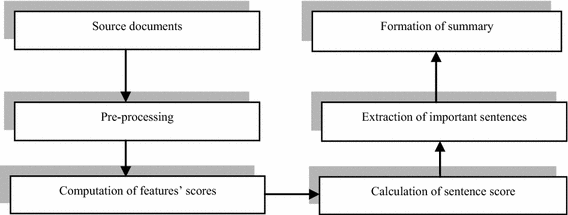 Source documents
Pre-processing
Computation of features’ scores
Calculation of sentence score
Extraction of important sentences
Formation of summary